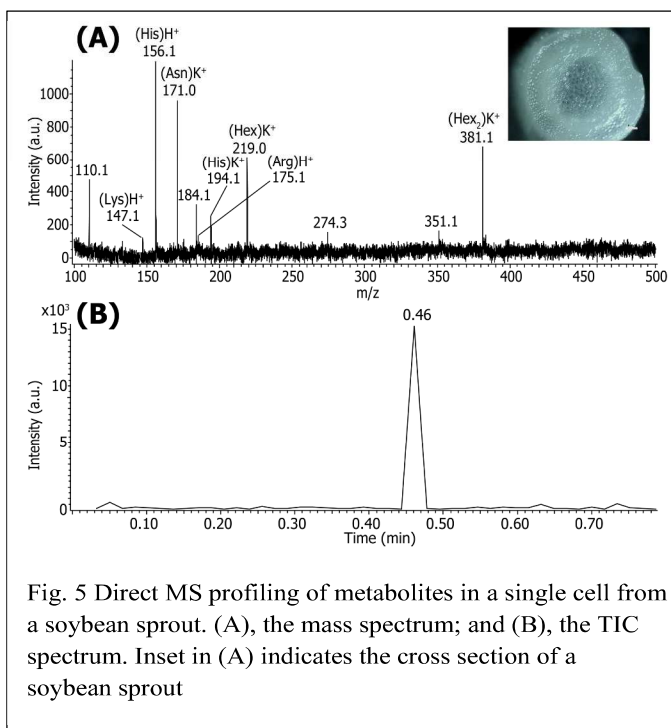 (A)
(His)H⁺
156.1
(Asn)K⁺
171.0
(Hex)K⁺
219.0
(Hex₂)K⁺
381.1
110.1
(Lys)H⁺
147.1
184.1
(His)K⁺
194.1
(Arg)H⁺
175.1
274.3
351.1
Intensity (a.u.)
1000
800
600
400
200
0
100 150 200 250 300 350 400 450 500
m/z
(B)
x10³
15
10
5
0
0.46
Intensity (a.u.)
0.10 0.20 0.30 0.40 0.50 0.60 0.70
Time (min)
Fig. 5 Direct MS profiling of metabolites in a single cell from
a soybean sprout. (A), the mass spectrum; and (B), the TIC
spectrum. Inset in (A) indicates the cross section of a
soybean sprout